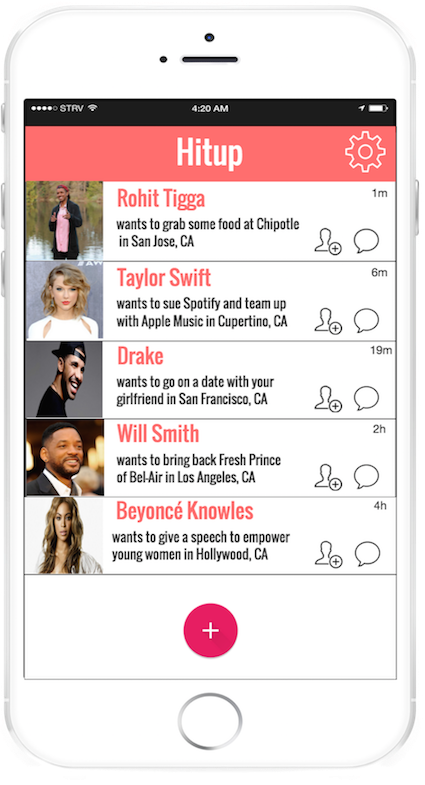 STRV 4:20 AM
Hitup
Rohit Tigga 1m
wants to grab some food at Chipotle
in San Jose, CA
Taylor Swift 6m
wants to sue Spotify and team up
with Apple Music in Cupertino, CA
Drake 19m
wants to go on a date with your
girlfriend in San Francisco, CA
Will Smith 2h
wants to bring back Fresh Prince
of Bel-Air in Los Angeles, CA
Beyoncé Knowles 4h
wants to give a speech to empower
young women in Hollywood, CA